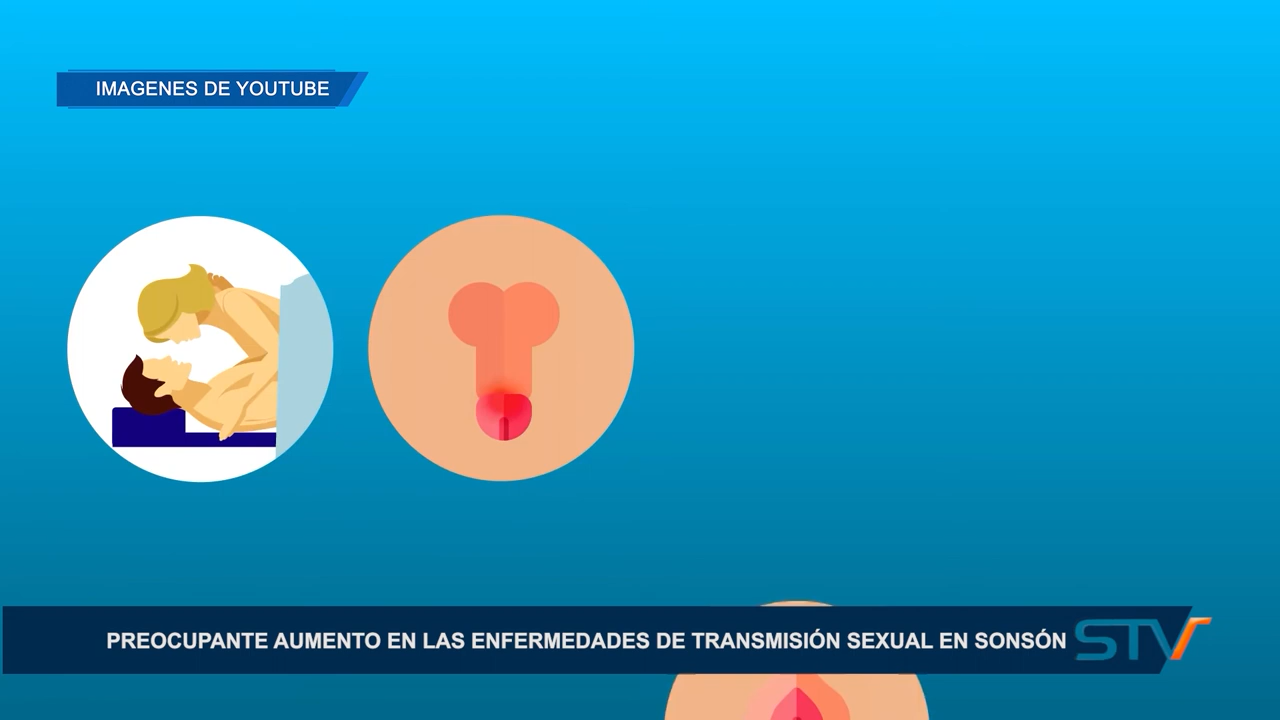 IMAGENES DE YOUTUBE
PREOCUPANTE AUMENTO EN LAS ENFERMEDADES DE TRANSMISIÓN SEXUAL EN SONSÓN
STV